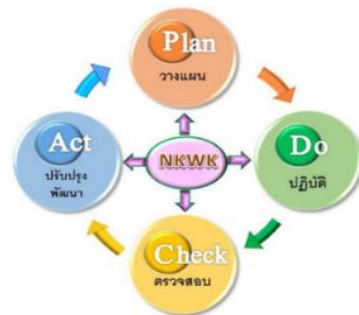 Plan
วางแผน
Do
ปฏิบัติ
Check
ตรวจสอบ
Act
ปรับปรุง
พัฒนา
NKWK